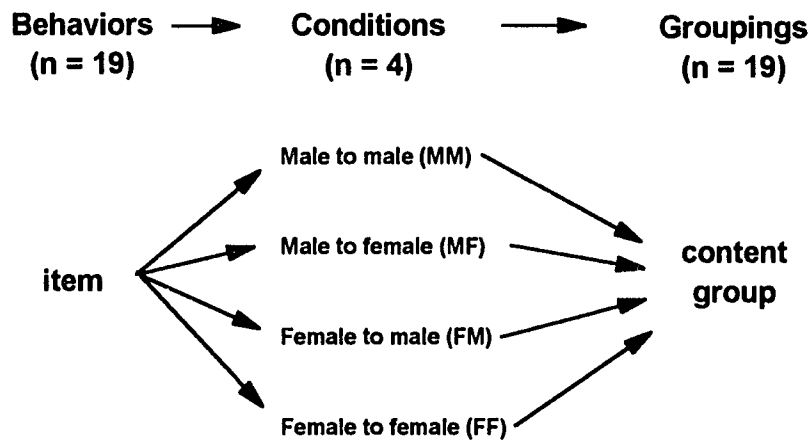 Behaviors
(n = 19)
Conditions
(n = 4)
Groupings
(n = 19)
Male to male (MM)
Male to female (MF)
item
content
group
Female to male (FM)
Female to female (FF)